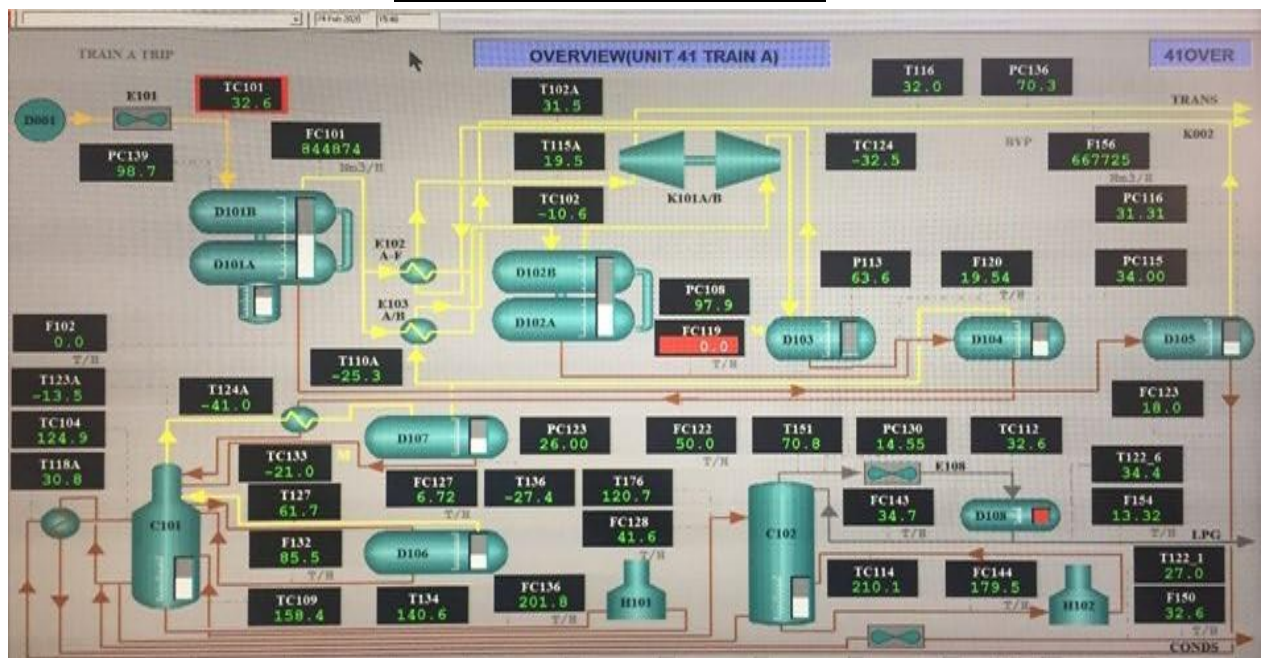 24 Feb 2020 15:46
TRAIN A TRIP
OVERVIEW(UNIT 41 TRAIN A)
41OVER
E101
TC101
32.6
T102A
31.5
T116
32.0
PC136
70.3
TRANS
D001
PC139
98.7
FC101
844874
Nm3/H
T115A
19.5
K101A/B
TC124
-32.5
BYP
F156
667725
Nm3/H
K002
TC102
-10.6
PC116
31.31
D101B
D101A
E102
A-F
D102B
D102A
PC108
97.9
P113
63.6
F120
19.54
T/H
PC115
34.00
E103
A/H
FC119
0.0
T/H
M
D103
D104
D105
F102
0.0
T/H
T110A
-25.3
T123A
-13.5
T124A
-41.0
FC123
18.0
TC104
124.9
D107
PC123
26.00
FC122
50.0
T/H
T151
70.8
PC130
14.55
TC112
32.6
T118A
30.8
TC133
-21.0
M
FC127
6.72
T/H
T136
-27.4
T176
120.7
E108
T122_6
34.4
C101
T127
61.7
FC128
41.6
T/H
C102
FC143
34.7
T/H
D108
F154
13.32
T/H
LPG
F132
85.5
T/H
D106
T122_1
27.0
TC109
158.4
T134
140.6
FC136
201.8
T/H
H101
TC114
210.1
FC144
179.5
T/H
H102
F150
32.6
T/H
CONDS